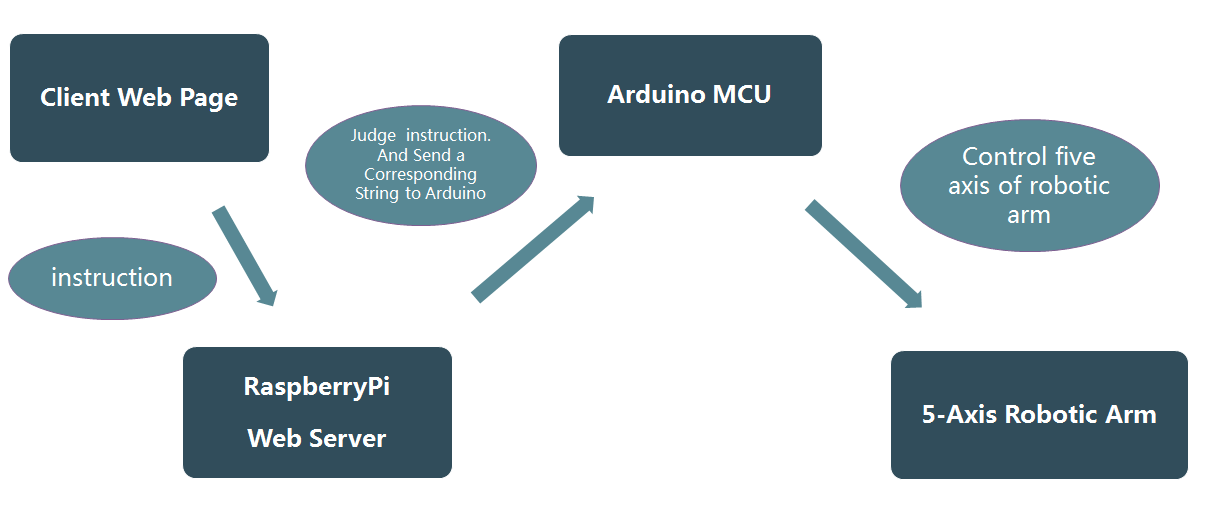 Client Web Page
instruction
RaspberryPi
Web Server
Judge instruction.
And Send a
Corresponding
String to Arduino
Arduino MCU
Control five
axis of robotic
arm
5-Axis Robotic Arm